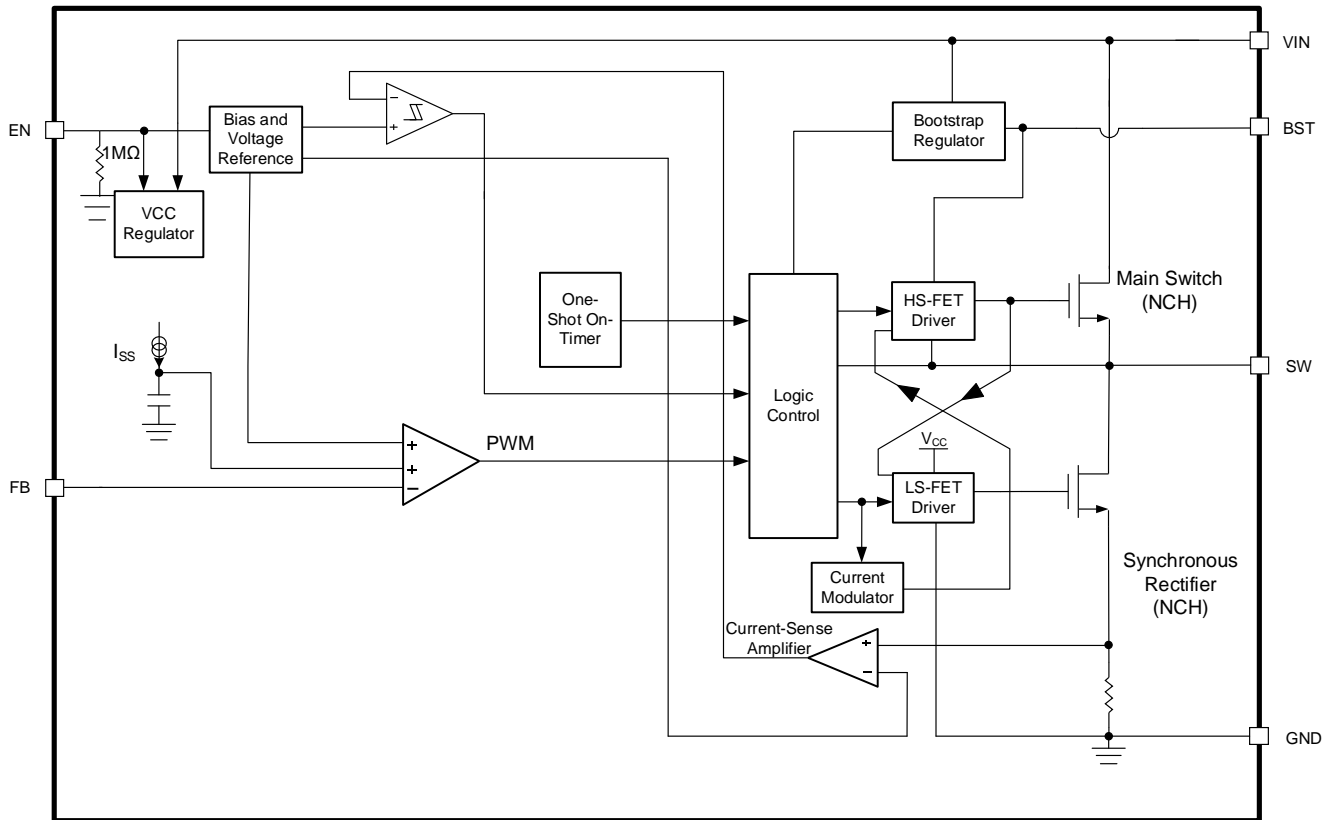 VIN
EN
1MΩ
Bias and
Voltage
Reference
−
+
Bootstrap
Regulator
BST
VCC
Regulator
One-
Shot On-
Timer
HS-FET
Driver
Main Switch
(NCH)
ISS
SW
Logic
Control
+
+
−
PWM
VCC
FB
LS-FET
Driver
Current
Modulator
Synchronous
Rectifier
(NCH)
Current-Sense
Amplifier
+
−
GND